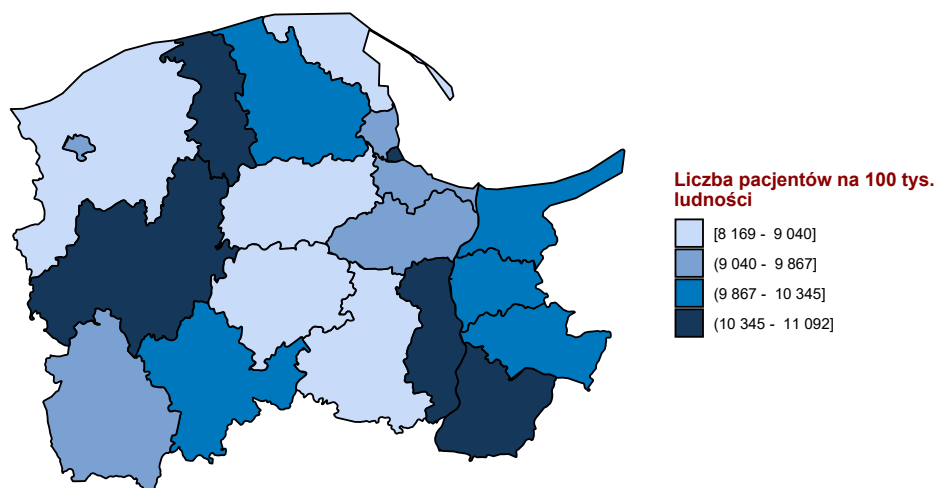 Liczba pacjentów na 100 tys.
ludności
[8 169 - 9 040]
(9 040 - 9 867]
(9 867 - 10 345]
(10 345 - 11 092]